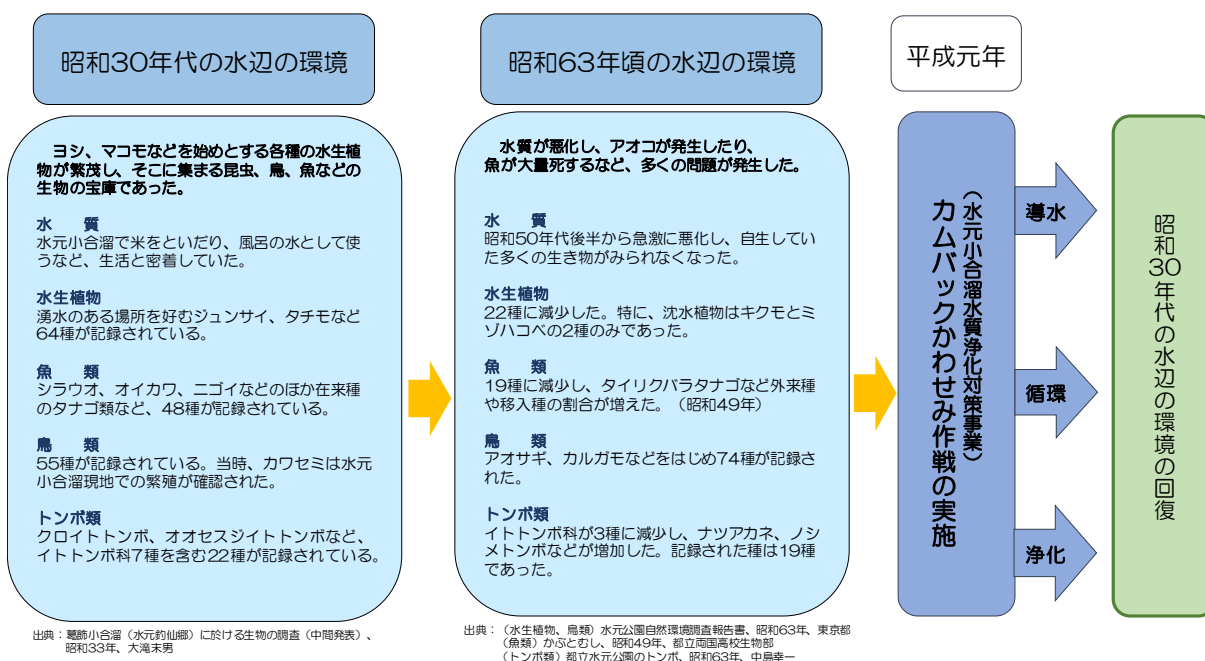 昭和30年代の水辺の環境
ヨシ、マコモなどを始めとする各種の水生植
物が繁茂し、そこに集まる昆虫、鳥、魚などの
生物の宝庫であった。
水　質
水元小合溜で米をといだり、風呂の水として使
うなど、生活と密着していた。
水生植物
湧水のある場所を好むジュンサイ、タチモなど
64種が記録されている。
魚　類
シラウオ、オイカワ、ニゴイなどのほか在来種
のタナゴ類など、48種が記録されている。
鳥　類
55種が記録されている。当時、カワセミは水元
小合溜現地での繁殖が確認された。
トンボ類
クロイトトンボ、オオセスジイトトンボなど、
イトトンボ科7種を含む22種が記録されている。
出典：葛飾小合溜（水元釣仙郷）に於ける生物の調査（中間発表）、
昭和33年、大滝末男
昭和63年頃の水辺の環境
水質が悪化し、アオコが発生したり、
魚が大量死するなど、多くの問題が発生した。
水　質
昭和50年代後半から急激に悪化し、自生してい
た多くの生き物がみられなくなった。
水生植物
22種に減少した。特に、沈水植物はキクモとミ
ゾハコベの2種のみであった。
魚　類
19種に減少し、タイリクバラタナゴなど外来種
や移入種の割合が増えた。（昭和49年）
鳥　類
アオサギ、カルガモなどをはじめ74種が記録さ
れた。
トンボ類
イトトンボ科が3種に減少し、ナツアカネ、ノシ
メトンボなどが増加した。記録された種は19種
であった。
出典：（水生植物、鳥類）水元公園自然環境調査報告書、昭和63年、東京都
（魚類）かぶとむし、昭和49年、都立両国高校生物部
（トンボ類）都立水元公園のトンボ、昭和63年、中島幸一
平成元年
（水元小合溜水質浄化対策事業）
カムバックかわせみ作戦の実施
導水
循環
浄化
昭和30年代の水辺の環境の回復